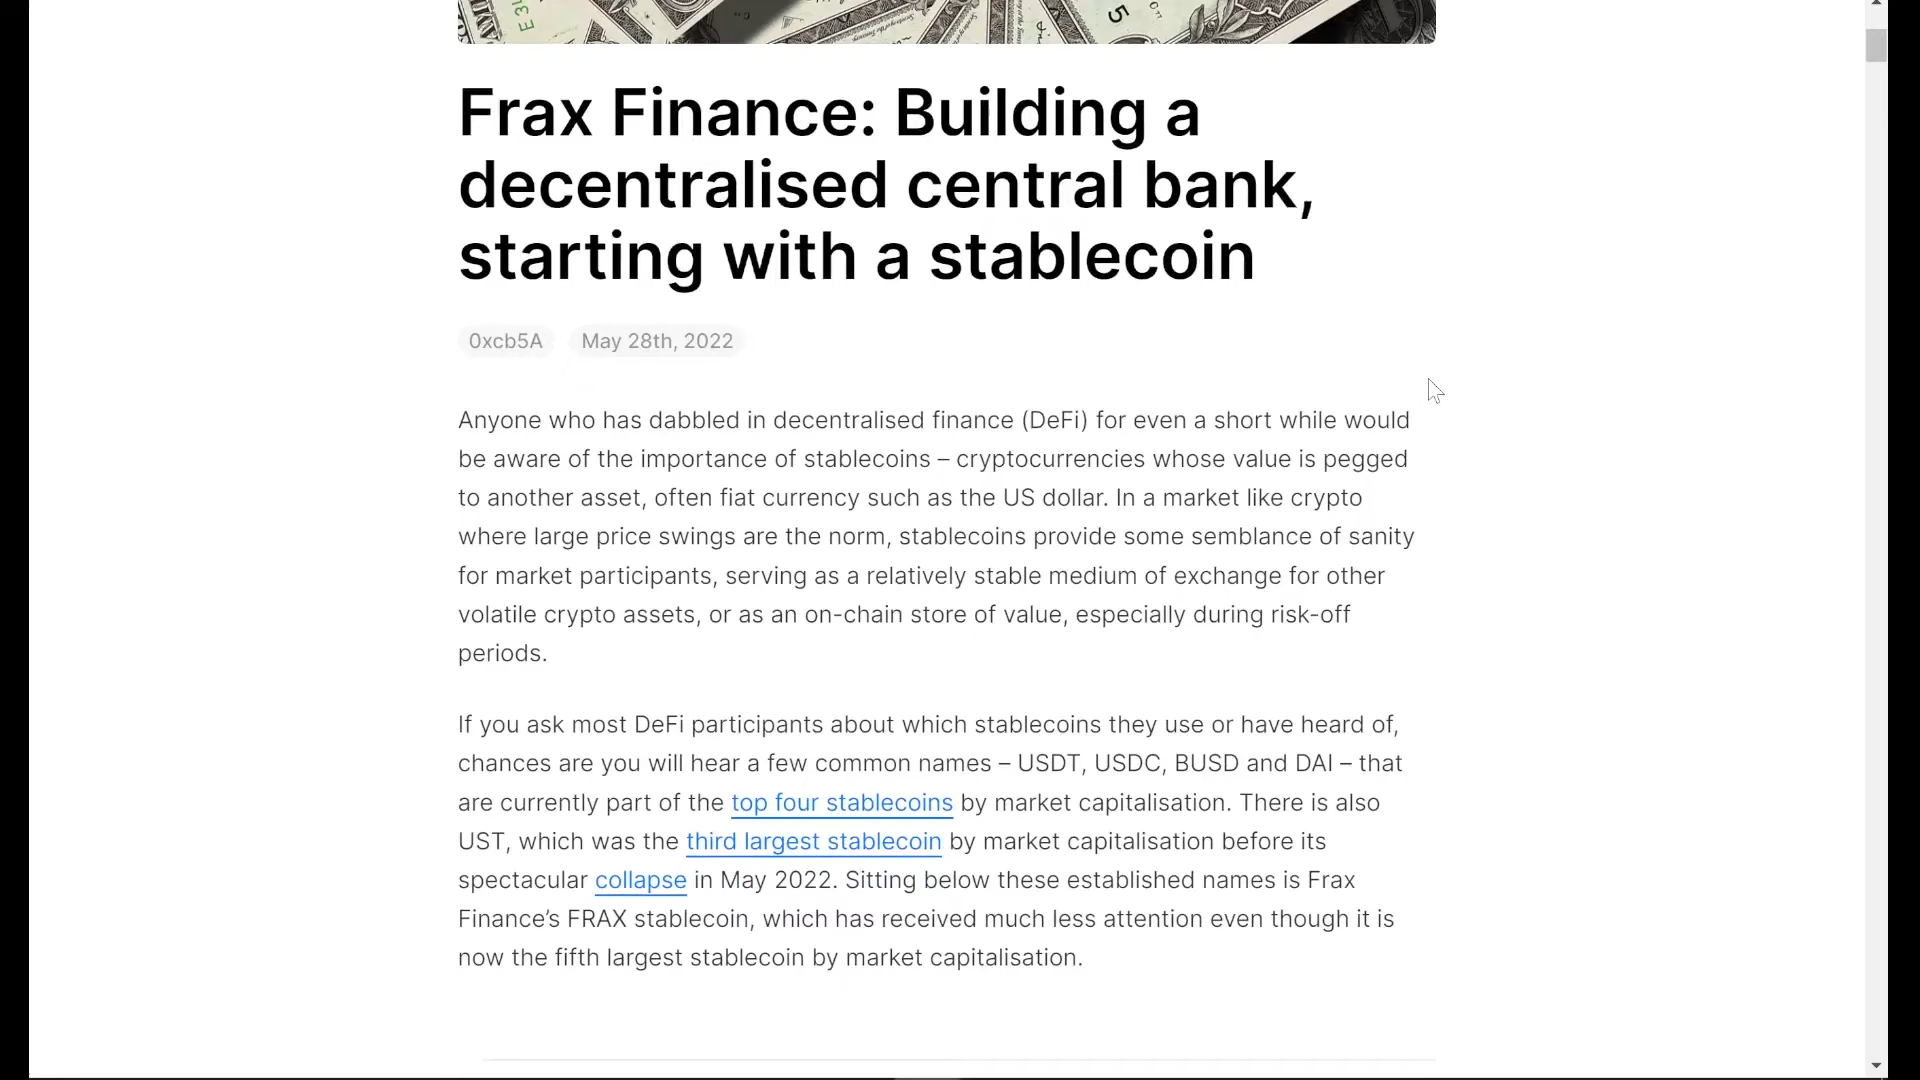 Frax Finance: Building a
decentralised central bank,
starting with a stablecoin
0xcb5A May 28th, 2022
Anyone who has dabbled in decentralised finance (DeFi) for even a short while would
be aware of the importance of stablecoins – cryptocurrencies whose value is pegged
to another asset, often fiat currency such as the US dollar. In a market like crypto
where large price swings are the norm, stablecoins provide some semblance of sanity
for market participants, serving as a relatively stable medium of exchange for other
volatile crypto assets, or as an on-chain store of value, especially during risk-off
periods.
If you ask most DeFi participants about which stablecoins they use or have heard of,
chances are you will hear a few common names – USDT, USDC, BUSD and DAI – that
are currently part of the top four stablecoins by market capitalisation. There is also
UST, which was the third largest stablecoin by market capitalisation before its
spectacular collapse in May 2022. Sitting below these established names is Frax
Finance’s FRAX stablecoin, which has received much less attention even though it is
now the fifth largest stablecoin by market capitalisation.